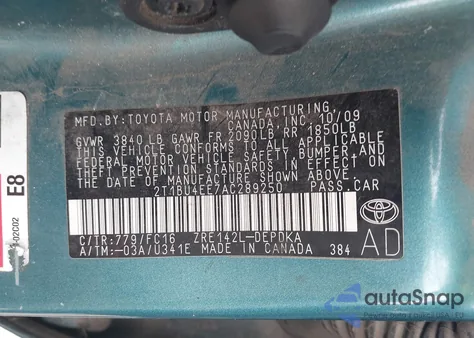 MFD.BY:TOYOTA MOTOR MANUFACTURING
CANADA, INC. 10/09
GVWR 3840LB GAWR FR 2090LB RR 1850LB
THIS VEHICLE CONFORMS TO ALL APPLICABLE
FEDERAL MOTOR VEHICLE SAFETY, BUMPER, AND
THEFT PREVENTION STANDARDS IN EFFECT ON
THE DATE OF MANUFACTURE SHOWN ABOVE.
2T1BU4EE7AC289250 PASS.CAR
C/TR:779/FC16 ZRE142L-DEPDKA
A/TM:-03A/U341E MADE IN CANADA 384
AD
E8
-02C02
autoSnap